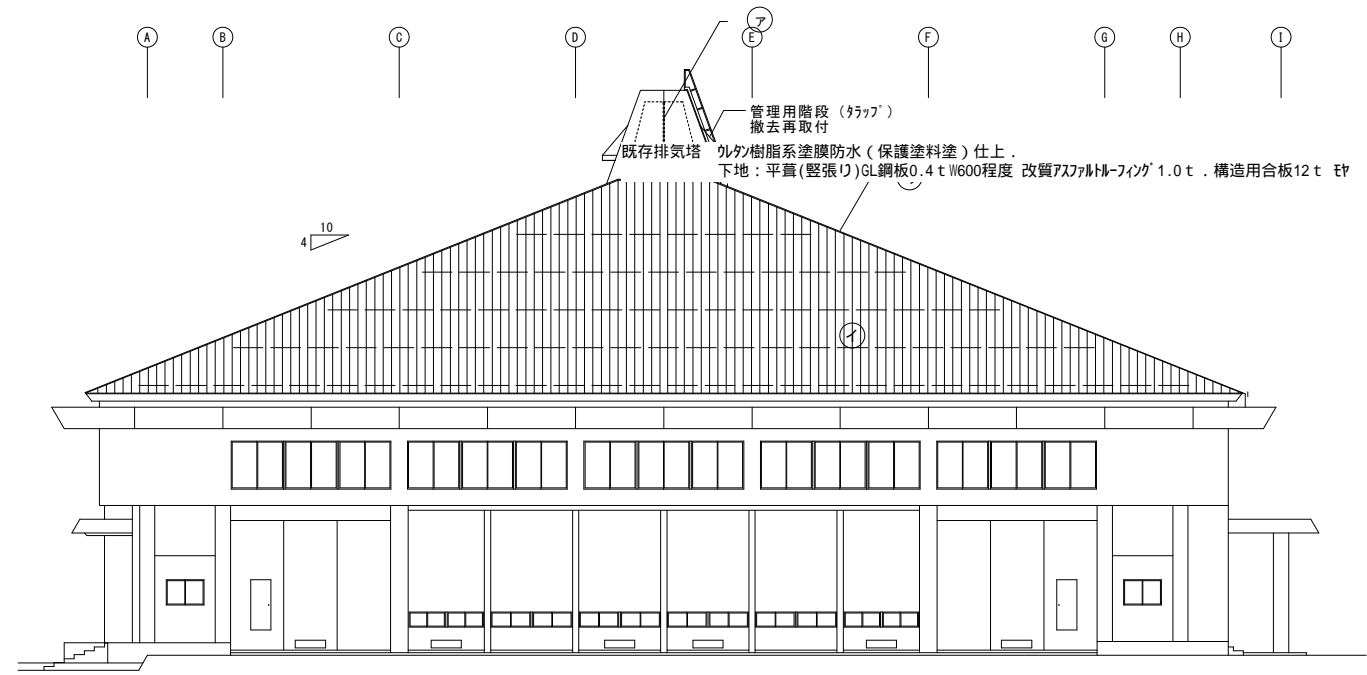 ア
A B C D E F G H I
管理用階段（ﾀﾗｯﾌﾟ）
撤去再取付
既存排気塔 ｳﾚﾀﾝ樹脂系塗膜防水（保護塗料塗）仕上．
下地：平葺(竪張り)GL鋼板0.4ｔW600程度 改質ｱｽﾌｧﾙﾄﾙｰﾌｨﾝｸﾞ1.0ｔ．構造用合板12ｔ ﾓﾔ
10
4
イ